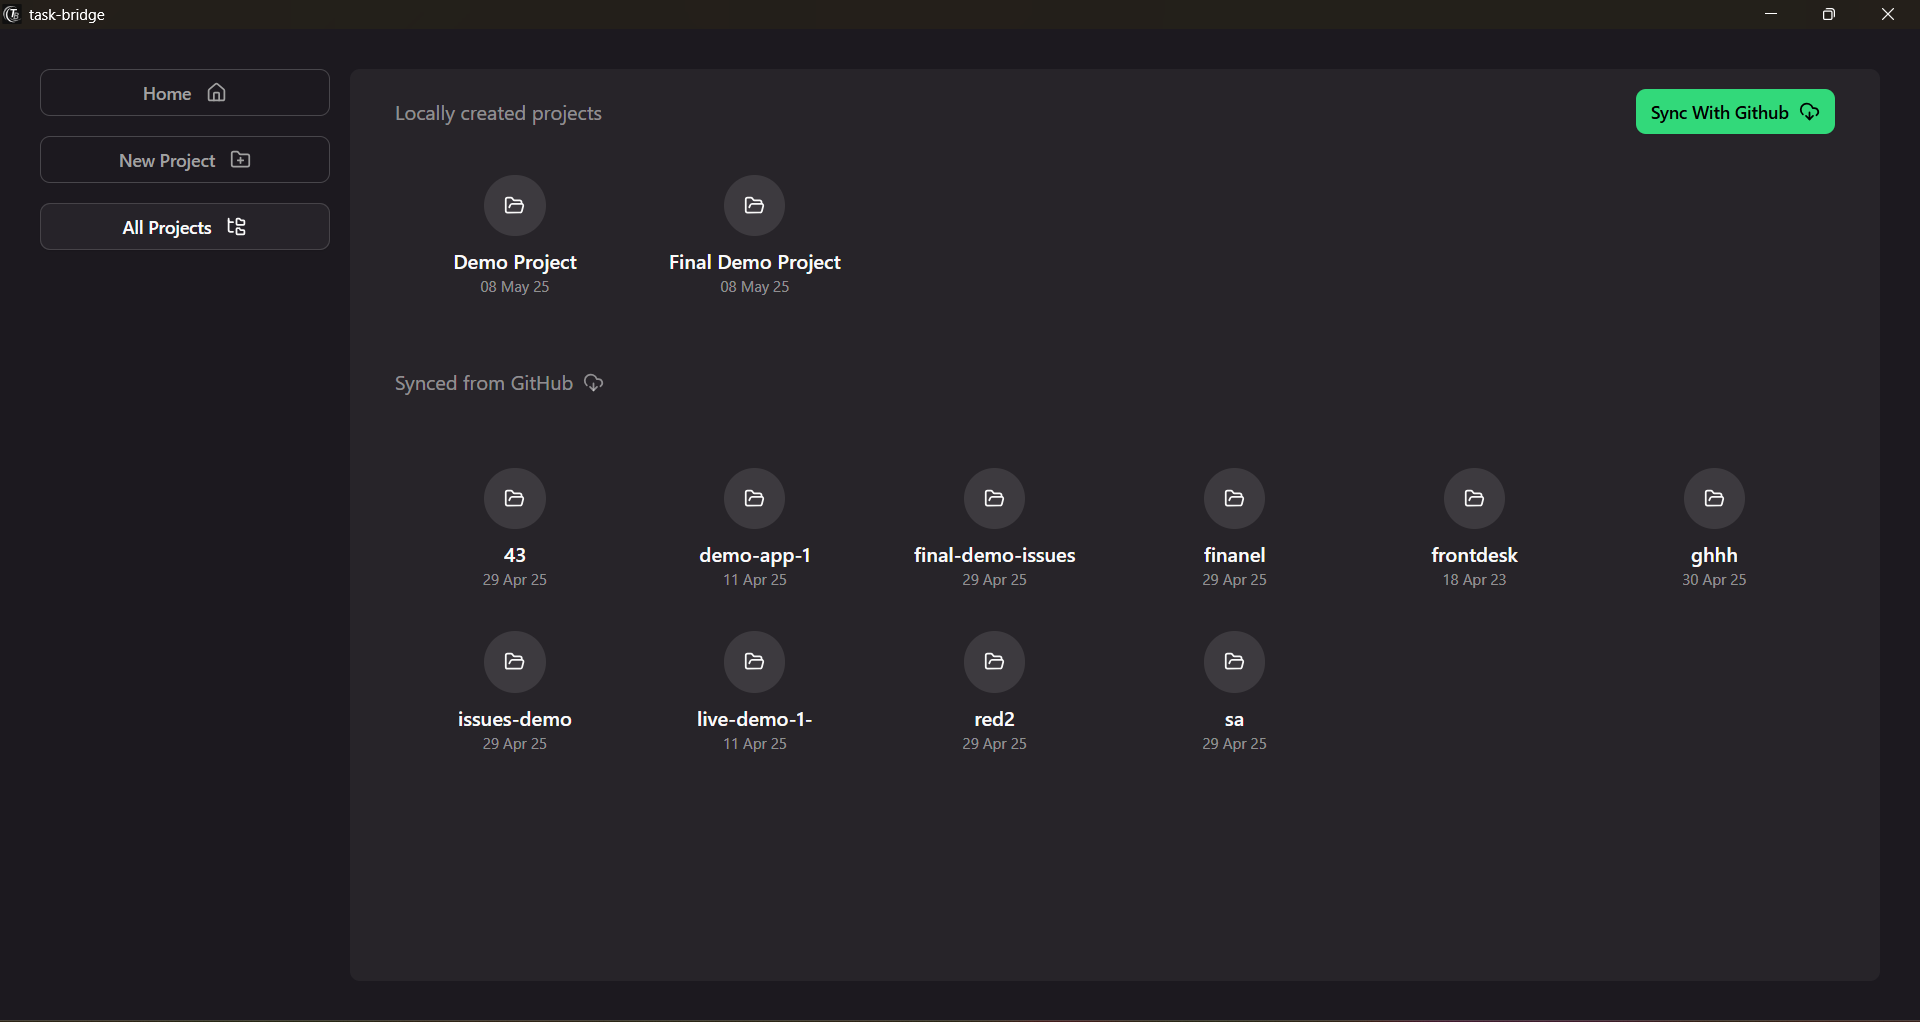 task-bridge
Home
New Project
All Projects
Locally created projects
Sync With Github
Demo Project
08 May 25
Final Demo Project
08 May 25
Synced from GitHub
43
29 Apr 25
demo-app-1
11 Apr 25
final-demo-issues
29 Apr 25
finanel
29 Apr 25
frontdesk
18 Apr 23
ghhh
30 Apr 25
issues-demo
29 Apr 25
live-demo-1-
11 Apr 25
red2
29 Apr 25
sa
29 Apr 25